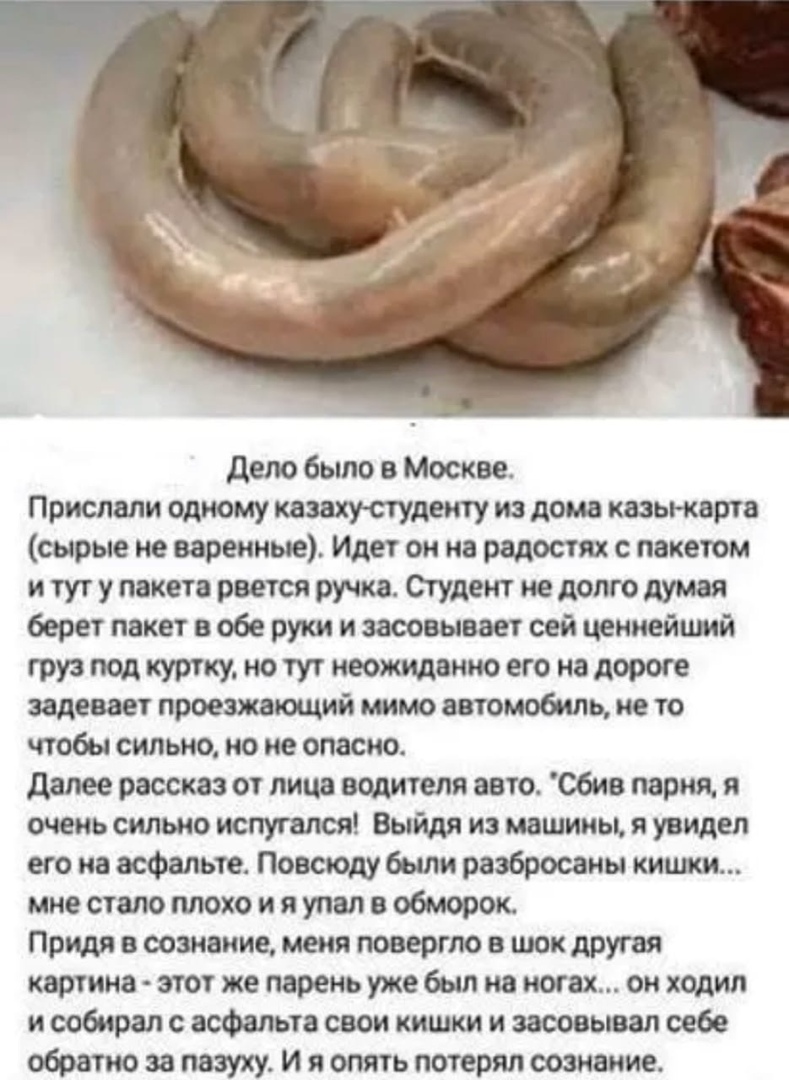 Дело было в Москве.
Прислали одному казаху-студенту из дома казы-карта
(сырые не варенные). Идет он на радостях с пакетом
и тут у пакета рвется ручка. Студент не долго думая
берет пакет в обе руки и засовывает сей ценнейший
груз под куртку, но тут неожиданно его на дороге
задевает проезжающий мимо автомобиль, не то
чтобы сильно, но не опасно.
Далее рассказ от лица водителя авто. "Сбив парня, я
очень сильно испугался! Выйдя из машины, я увидел
его на асфальте. Повсюду были разбросаны кишки...
мне стало плохо и я упал в обморок.
Придя в сознание, меня повергло в шок другая
картина - этот же парень уже был на ногах... он ходил
и собирал с асфальта свои кишки и засовывал себе
обратно за пазуху. И я опять потерял сознание.